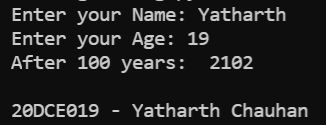 Enter your Name: Yatharth
Enter your Age: 19
After 100 years:  2102
20DCE019 - Yatharth Chauhan